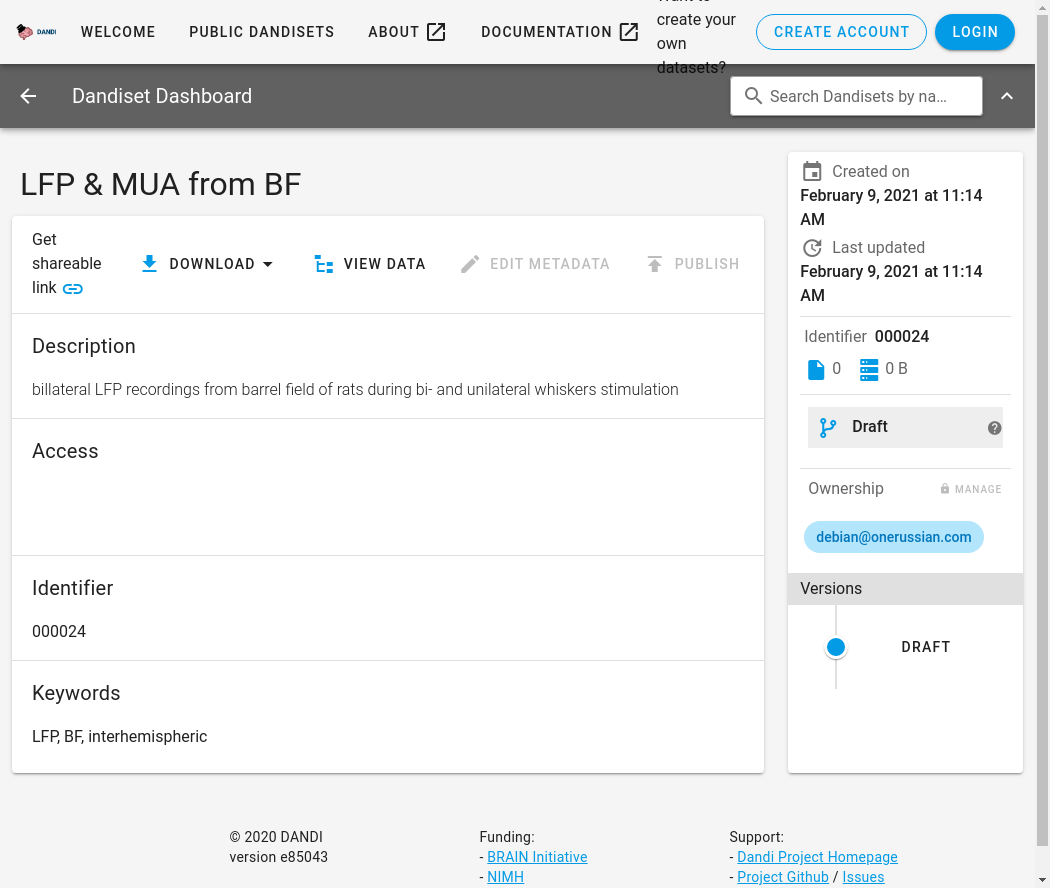 DANDI
WELCOME
PUBLIC DANDISETS
ABOUT
DOCUMENTATION
create your
own
datasets?
CREATE ACCOUNT
LOGIN
Dandiset Dashboard
Search Dandisets by na...
LFP & MUA from BF
Get
shareable
link
DOWNLOAD
VIEW DATA
EDIT METADATA
PUBLISH
Description
billateral LFP recordings from barrel field of rats during bi- and unilateral whiskers stimulation
Access
Identifier
000024
Keywords
LFP, BF, interhemispheric
Created on
February 9, 2021 at 11:14
AM
Last updated
February 9, 2021 at 11:14
AM
Identifier 000024
0
0 B
Draft
?
Ownership
MANAGE
debian@onerussian.com
Versions
DRAFT
© 2020 DANDI
version e85043
Funding:
- BRAIN Initiative
- NIMH
Support:
- Dandi Project Homepage
- Project Github / Issues